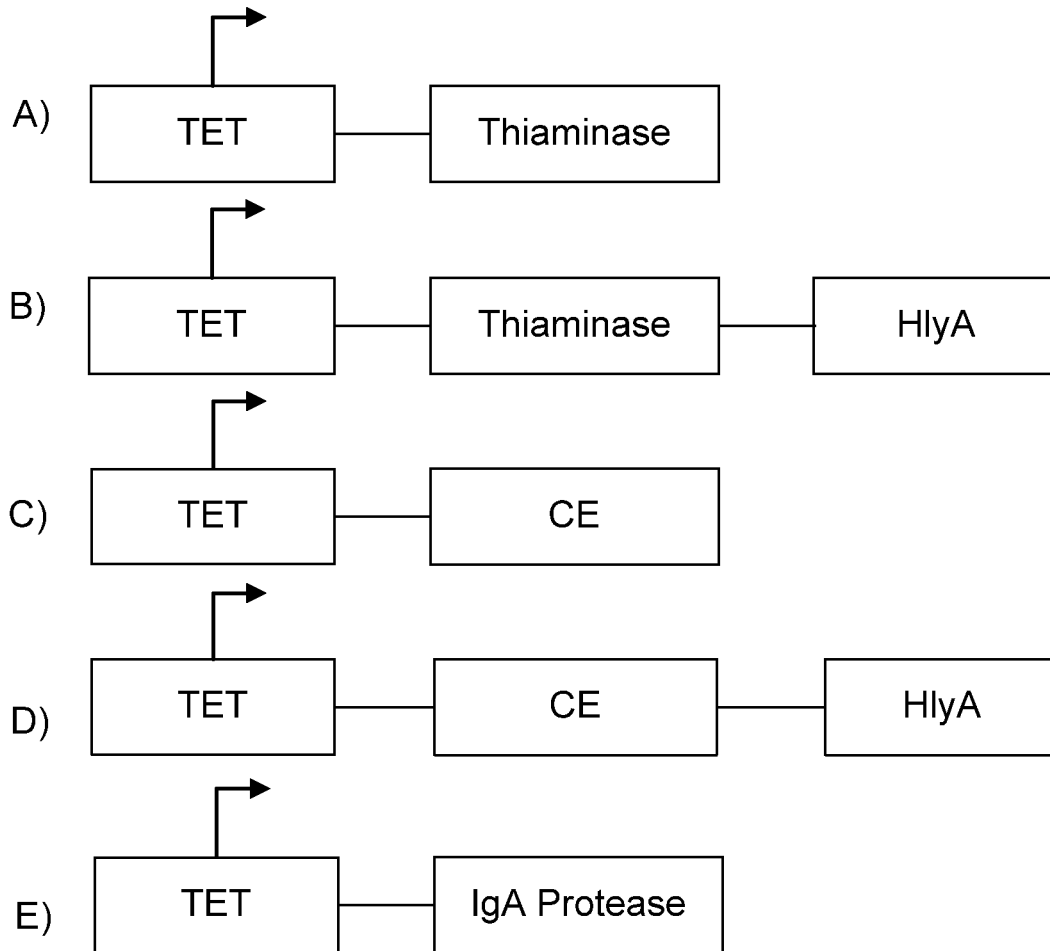 A) TET Thiaminase
B) TET Thiaminase HlyA
C) TET CE
D) TET CE HlyA
E) TET IgA Protease